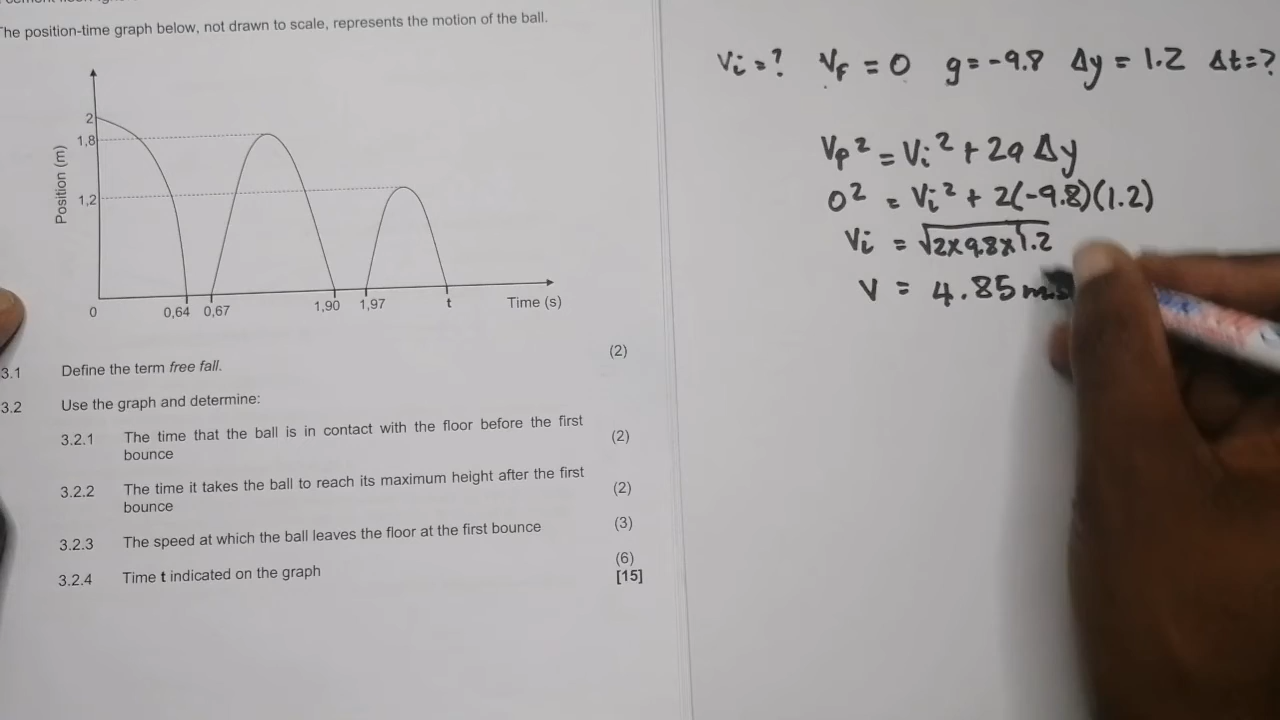 The position-time graph below, not drawn to scale, represents the motion of the ball.
Position (m)
2
1,8
1,2
0
0,64
0,67
1,90
1,97
t
Time (s)
3.1 Define the term free fall. (2)
3.2 Use the graph and determine:
3.2.1 The time that the ball is in contact with the floor before the first
bounce (2)
3.2.2 The time it takes the ball to reach its maximum height after the first
bounce (2)
3.2.3 The speed at which the ball leaves the floor at the first bounce (3)
3.2.4 Time t indicated on the graph (6)
[15]
Vi = ? VF = 0 g = -9.8 Δy = 1.2 Δt = ?
VF² = Vi² + 2a Δy
0² = Vi² + 2(-9.8)(1.2)
Vi = √2×9.8×1.2
V = 4.85 m.s